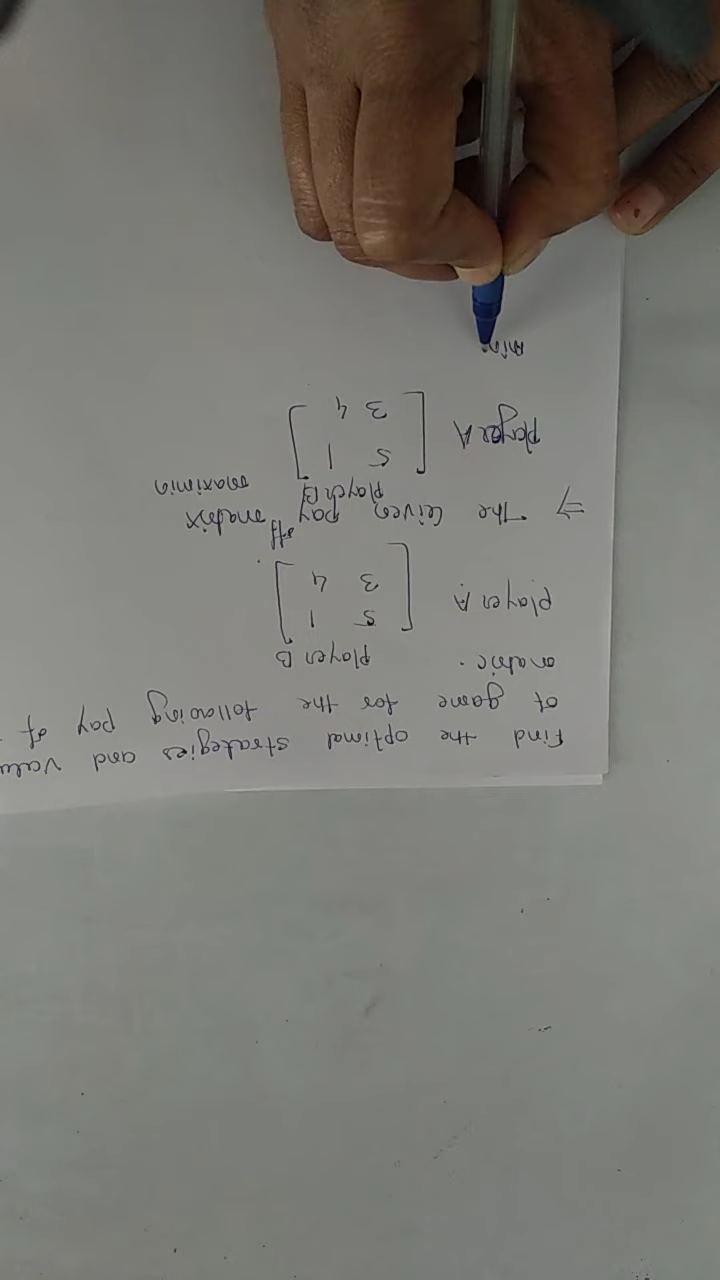 Find the optimal strategies and valu
of game for the following pay of
matric.
Player B
Player A
5 1
3 4
⇒ The Given pay off matrix
Player B maximin
Player A
5 1
3 4
min